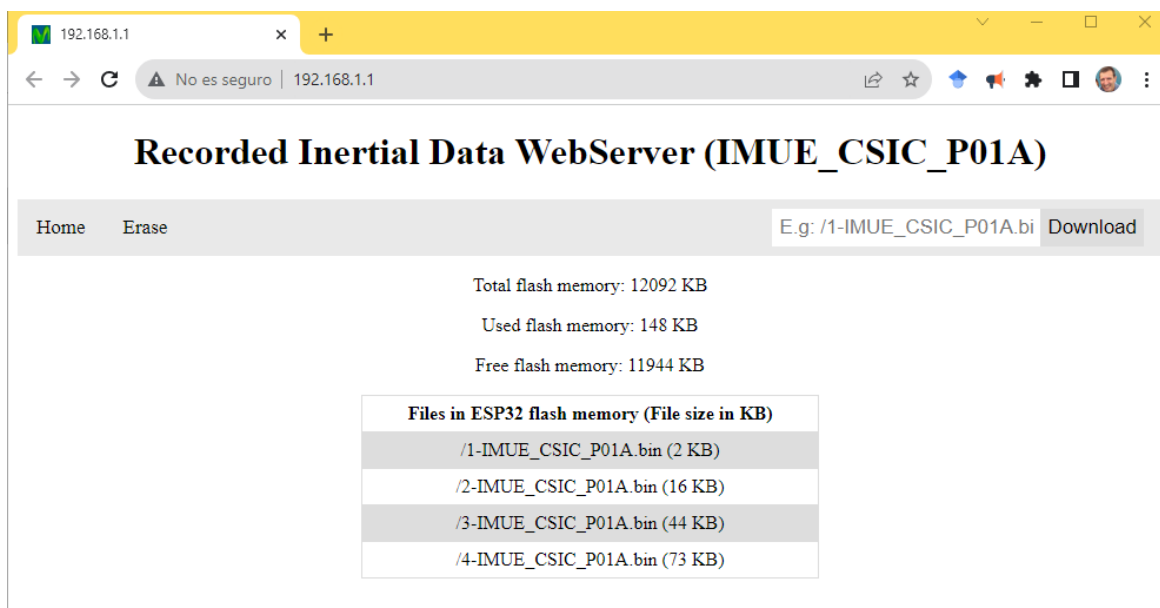 192.168.1.1
No es seguro | 192.168.1.1
Recorded Inertial Data WebServer (IMUE_CSIC_P01A)
Home Erase E.g: /1-IMUE_CSIC_P01A.bi Download
Total flash memory: 12092 KB
Used flash memory: 148 KB
Free flash memory: 11944 KB
Files in ESP32 flash memory (File size in KB)
/1-IMUE_CSIC_P01A.bin (2 KB)
/2-IMUE_CSIC_P01A.bin (16 KB)
/3-IMUE_CSIC_P01A.bin (44 KB)
/4-IMUE_CSIC_P01A.bin (73 KB)